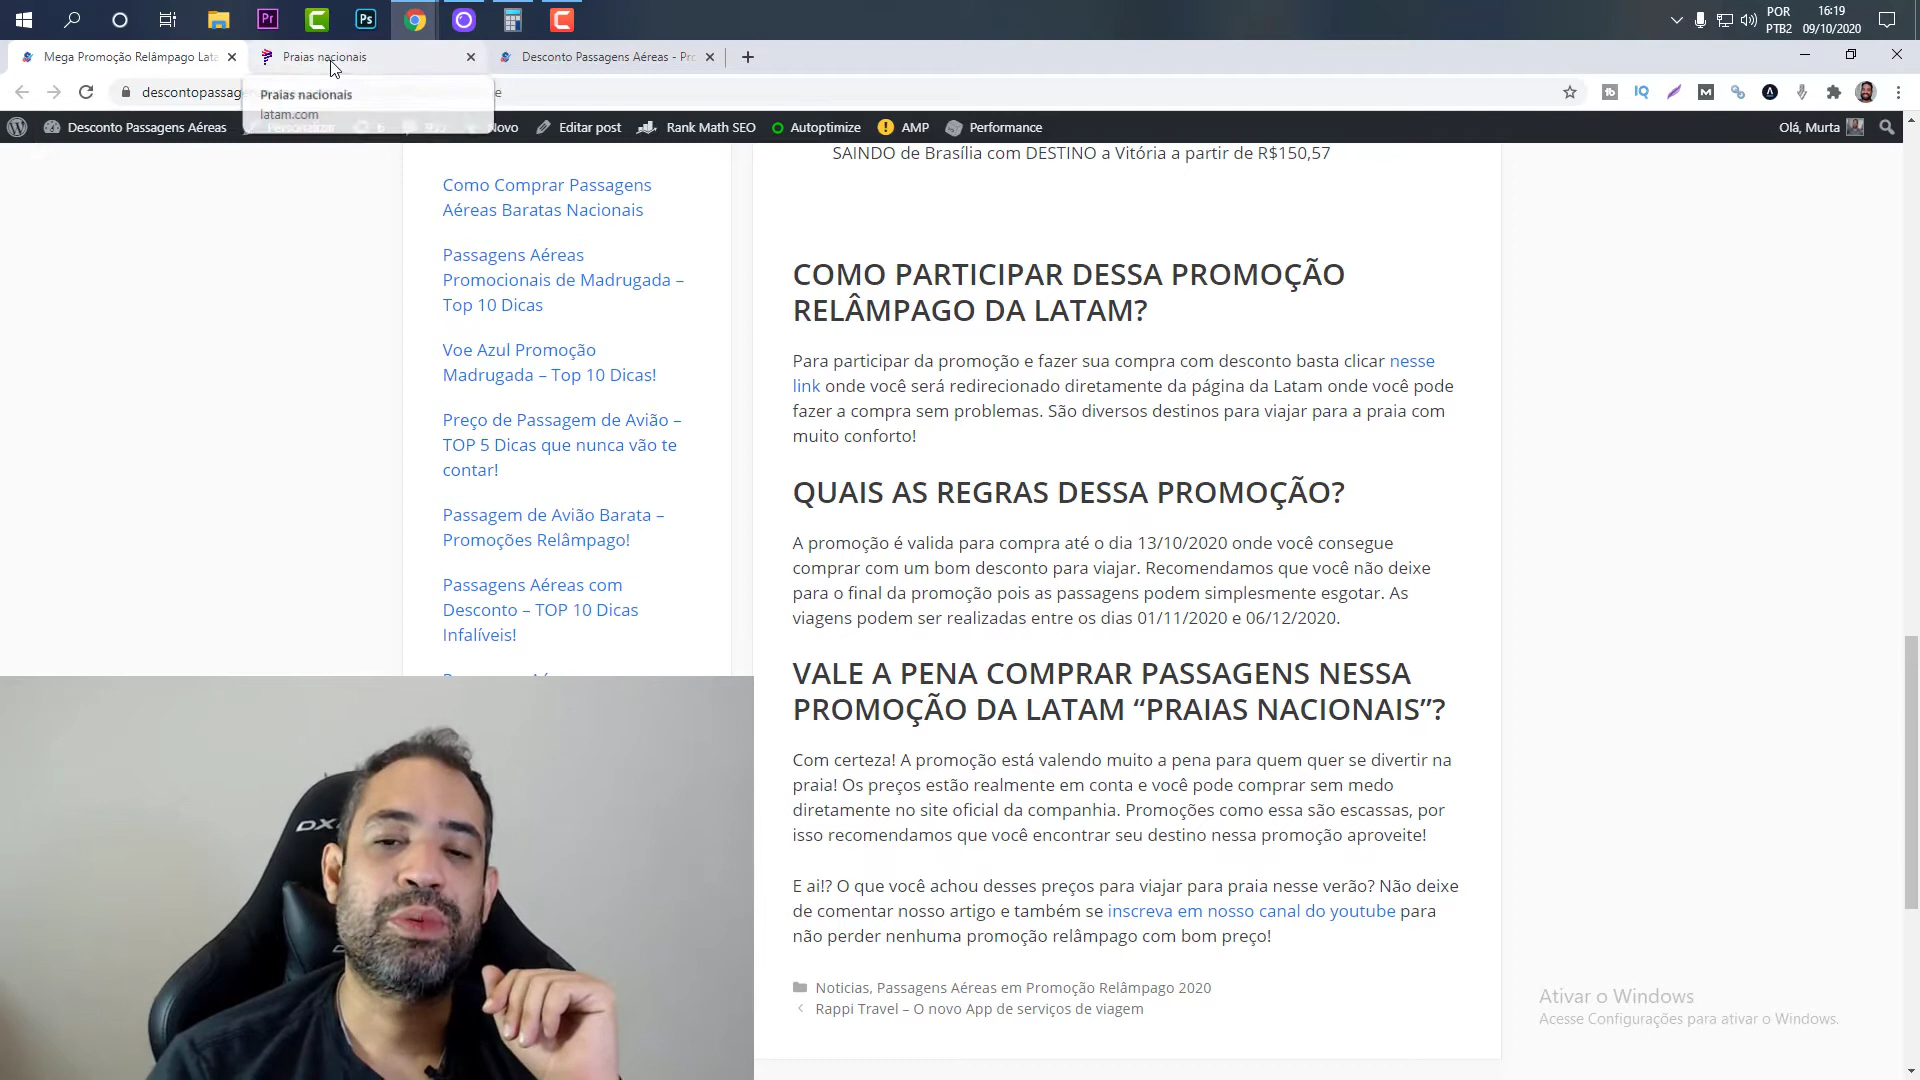 POR
PTB2
16:19
09/10/2020
Mega Promoção Relâmpago Lata
Praias nacionais
Desconto Passagens Aéreas - Pro
descontopassag
e
Praias nacionais
latam.com
Desconto Passagens Aéreas
Novo
Editar post
Rank Math SEO
Autoptimize
AMP
Performance
Olá, Murta
Como Comprar Passagens
Aéreas Baratas Nacionais
Passagens Aéreas
Promocionais de Madrugada –
Top 10 Dicas
Voe Azul Promoção
Madrugada – Top 10 Dicas!
Preço de Passagem de Avião –
TOP 5 Dicas que nunca vão te
contar!
Passagem de Avião Barata –
Promoções Relâmpago!
Passagens Aéreas com
Desconto – TOP 10 Dicas
Infalíveis!
SAINDO de Brasília com DESTINO a Vitória a partir de R$150,57
COMO PARTICIPAR DESSA PROMOÇÃO
RELÂMPAGO DA LATAM?
Para participar da promoção e fazer sua compra com desconto basta clicar nesse
link onde você será redirecionado diretamente da página da Latam onde você pode
fazer a compra sem problemas. São diversos destinos para viajar para a praia com
muito conforto!
QUAIS AS REGRAS DESSA PROMOÇÃO?
A promoção é valida para compra até o dia 13/10/2020 onde você consegue
comprar com um bom desconto para viajar. Recomendamos que você não deixe
para o final da promoção pois as passagens podem simplesmente esgotar. As
viagens podem ser realizadas entre os dias 01/11/2020 e 06/12/2020.
VALE A PENA COMPRAR PASSAGENS NESSA
PROMOÇÃO DA LATAM “PRAIAS NACIONAIS”?
Com certeza! A promoção está valendo muito a pena para quem quer se divertir na
praia! Os preços estão realmente em conta e você pode comprar sem medo
diretamente no site oficial da companhia. Promoções como essa são escassas, por
isso recomendamos que você encontrar seu destino nessa promoção aproveite!
E ai!? O que você achou desses preços para viajar para praia nesse verão? Não deixe
de comentar nosso artigo e também se inscreva em nosso canal do youtube para
não perder nenhuma promoção relâmpago com bom preço!
Noticias, Passagens Aéreas em Promoção Relâmpago 2020
Rappi Travel – O novo App de serviços de viagem
Ativar o Windows
Acesse Configurações para ativar o Windows.
DX